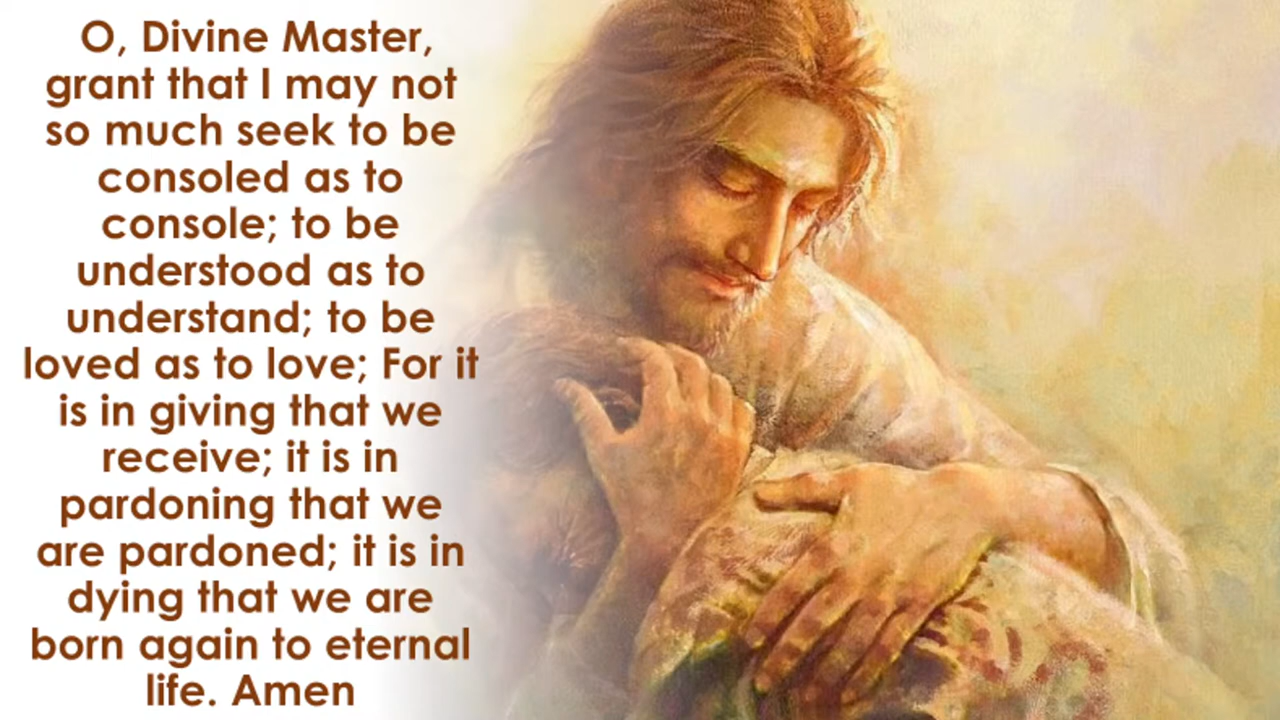 O, Divine Master,
grant that I may not
so much seek to be
consoled as to
console; to be
understood as to
understand; to be
loved as to love; For it
is in giving that we
receive; it is in
pardoning that we
are pardoned; it is in
dying that we are
born again to eternal
life. Amen